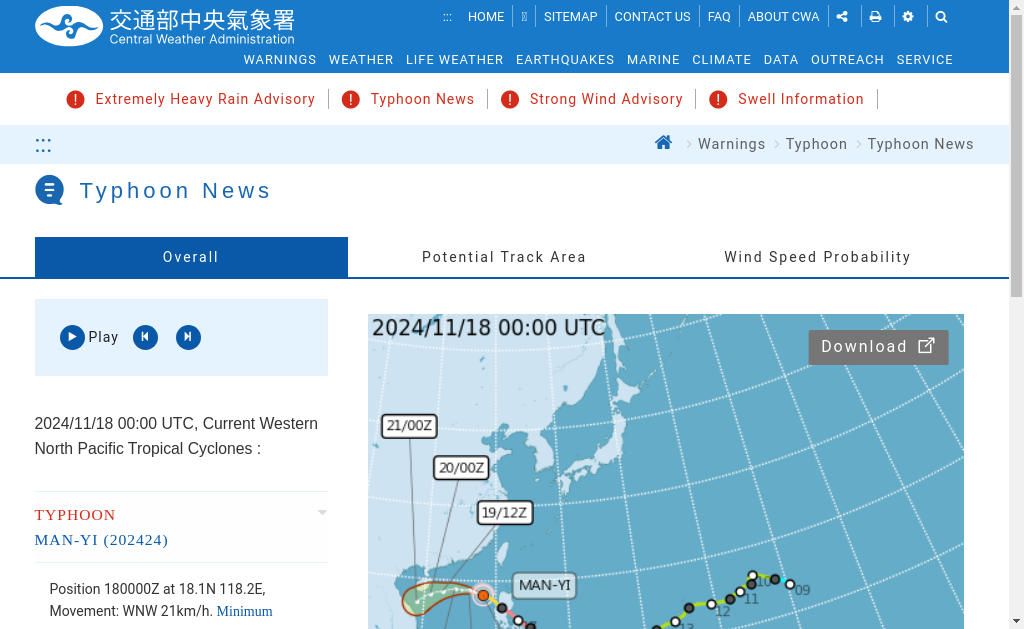 交通部中央氣象署
Central Weather Administration
::: HOME SITEMAP CONTACT US FAQ ABOUT CWA
WARNINGS WEATHER LIFE WEATHER EARTHQUAKES MARINE CLIMATE DATA OUTREACH SERVICE
Extremely Heavy Rain Advisory Typhoon News Strong Wind Advisory Swell Information
::: Warnings Typhoon Typhoon News
Typhoon News
Overall Potential Track Area Wind Speed Probability
Play
2024/11/18 00:00 UTC, Current Western
North Pacific Tropical Cyclones :
TYPHOON
MAN-YI (202424)
Position 180000Z at 18.1N 118.2E,
Movement: WNW 21km/h. Minimum
2024/11/18 00:00 UTC
Download
21/00Z
20/00Z
19/12Z
MAN-YI
10
09
11
12
13